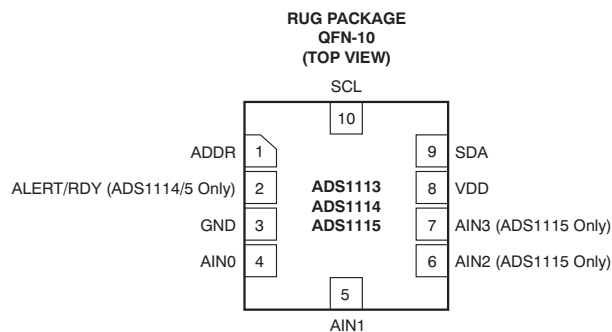 RUG PACKAGE
QFN-10
(TOP VIEW)
SCL
10
ADDR 1 9 SDA
ALERT/RDY (ADS1114/5 Only) 2 ADS1113 8 VDD
ADS1114
GND 3 ADS1115 7 AIN3 (ADS1115 Only)
AIN0 4 6 AIN2 (ADS1115 Only)
5
AIN1